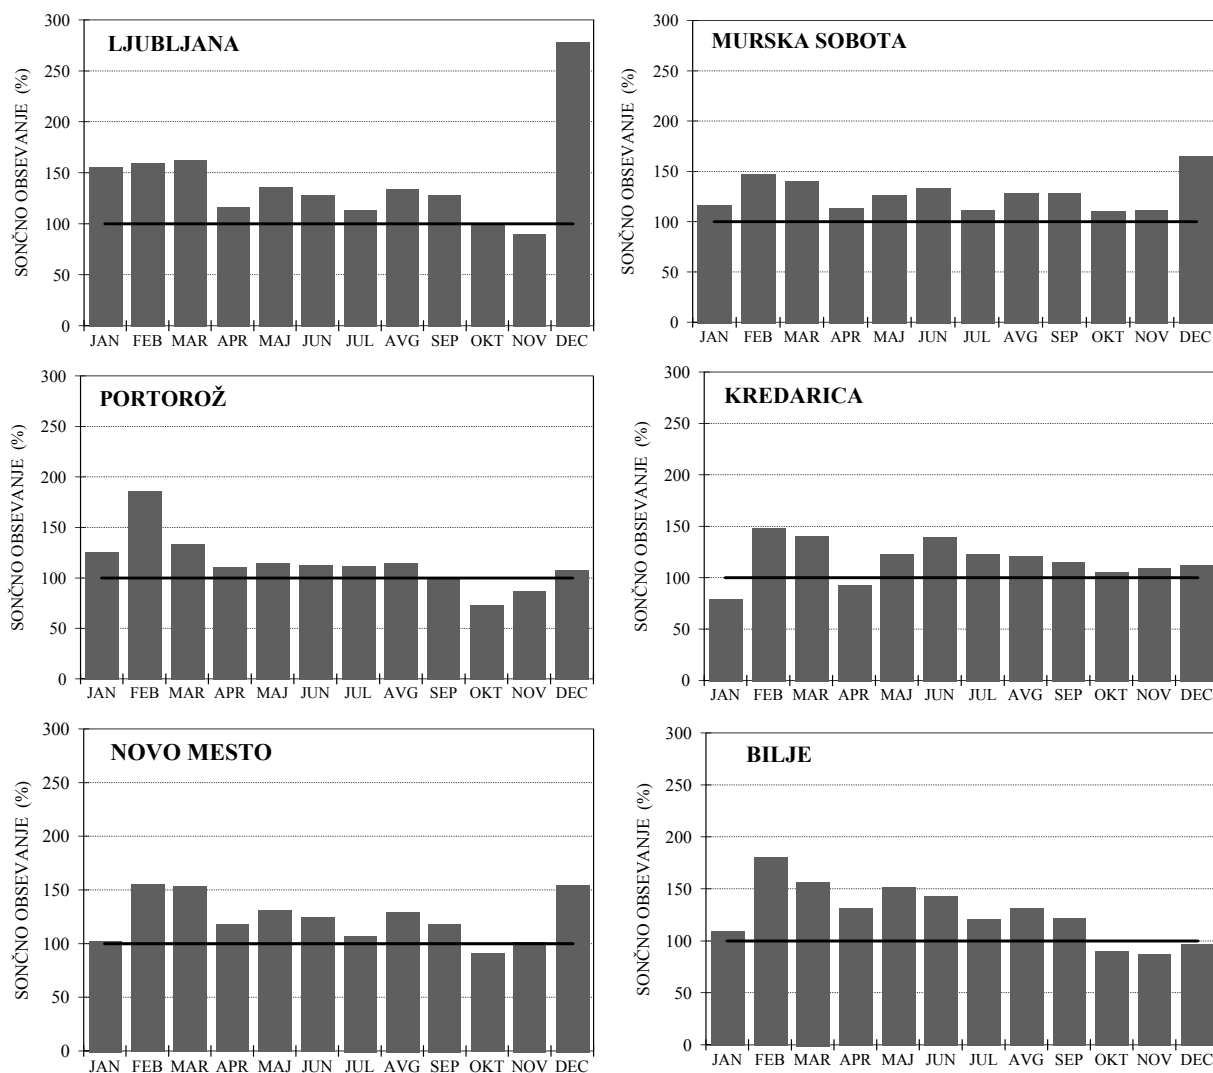 LJUBLJANA
SONČNO OBSEVANJE (%)
300
250
200
150
100
50
0
JAN FEB MAR APR MAJ JUN JUL AVG SEP OKT NOV DEC
MURSKA SOBOTA
SONČNO OBSEVANJE (%)
300
250
200
150
100
50
0
JAN FEB MAR APR MAJ JUN JUL AVG SEP OKT NOV DEC
PORTOROŽ
SONČNO OBSEVANJE (%)
300
250
200
150
100
50
0
JAN FEB MAR APR MAJ JUN JUL AVG SEP OKT NOV DEC
KREDARICA
SONČNO OBSEVANJE (%)
300
250
200
150
100
50
0
JAN FEB MAR APR MAJ JUN JUL AVG SEP OKT NOV DEC
NOVO MESTO
SONČNO OBSEVANJE (%)
300
250
200
150
100
50
0
JAN FEB MAR APR MAJ JUN JUL AVG SEP OKT NOV DEC
BILJE
SONČNO OBSEVANJE (%)
300
250
200
150
100
50
0
JAN FEB MAR APR MAJ JUN JUL AVG SEP OKT NOV DEC